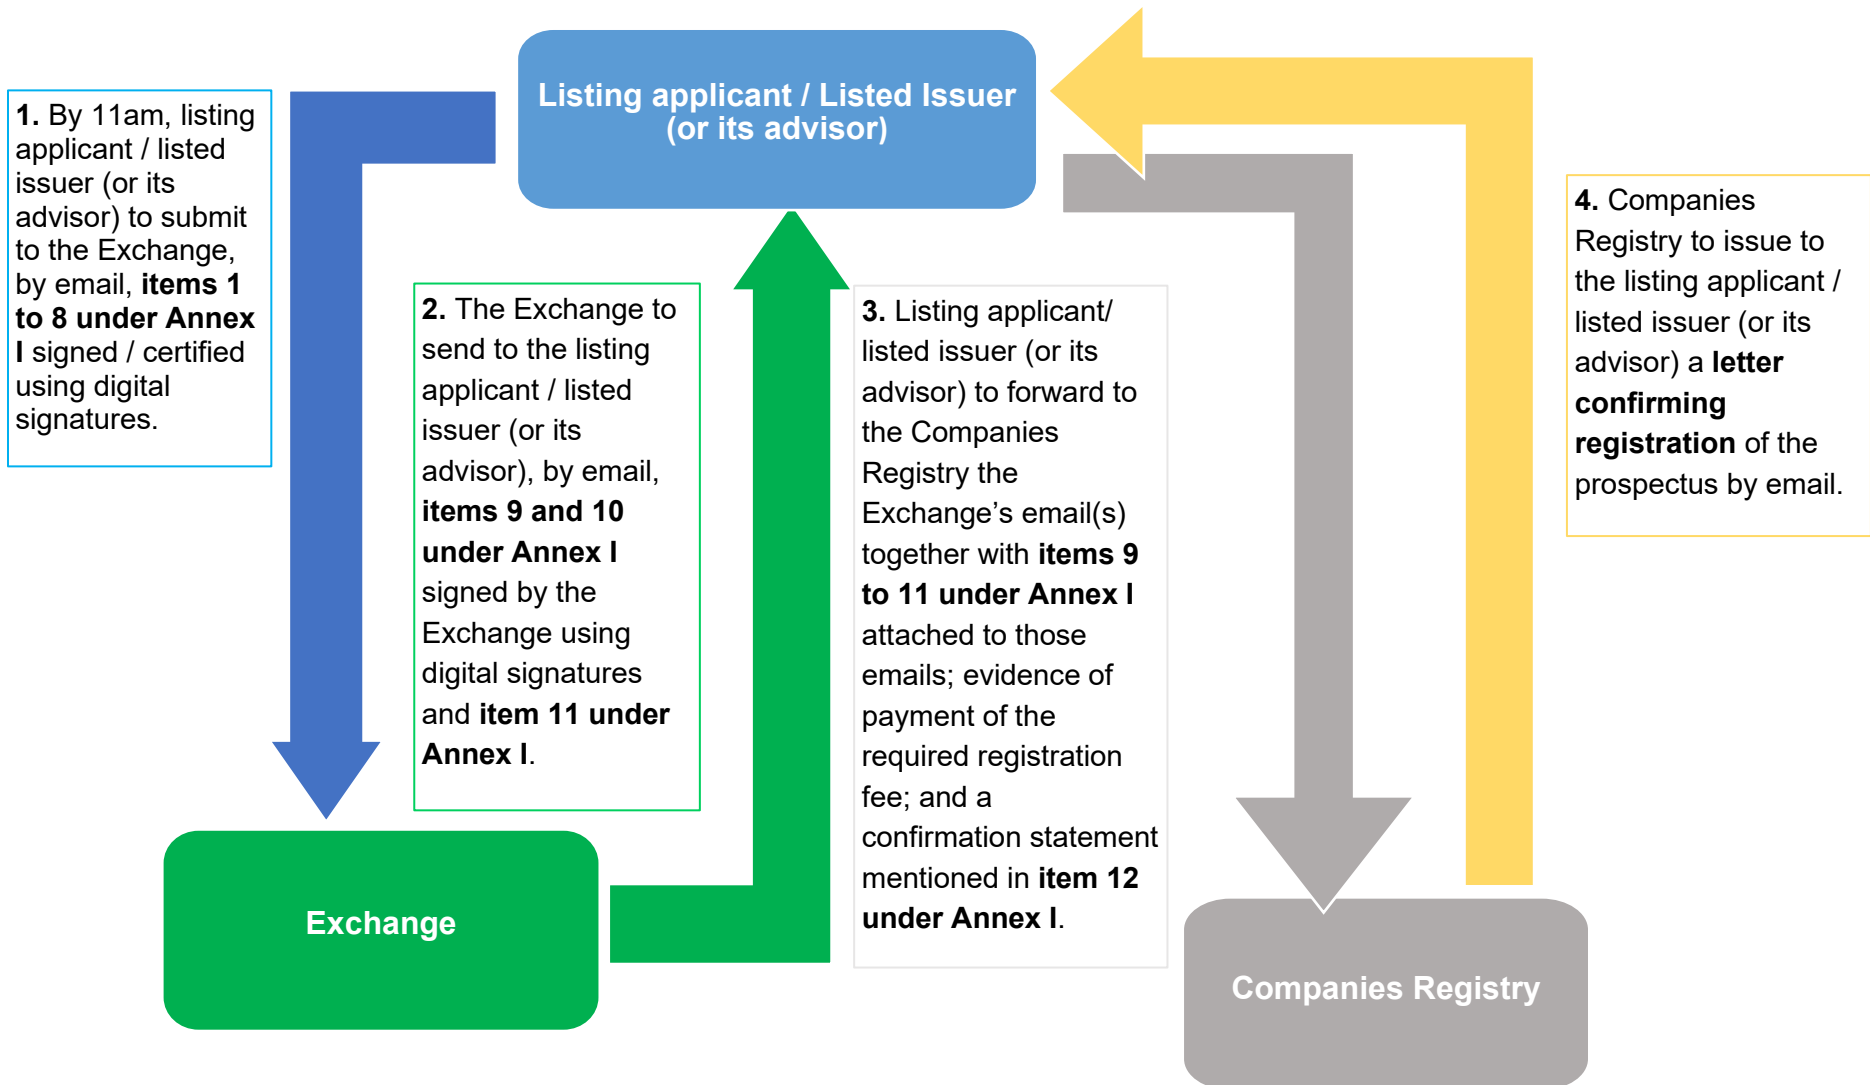 Listing applicant / Listed Issuer
(or its advisor)
1. By 11am, listing
applicant / listed
issuer (or its
advisor) to submit
to the Exchange,
by email, items 1
to 8 under Annex
I signed / certified
using digital
signatures.
2. The Exchange to
send to the listing
applicant / listed
issuer (or its
advisor), by email,
items 9 and 10
under Annex I
signed by the
Exchange using
digital signatures
and item 11 under
Annex I.
3. Listing applicant/
listed issuer (or its
advisor) to forward to
the Companies
Registry the
Exchange’s email(s)
together with items 9
to 11 under Annex I
attached to those
emails; evidence of
payment of the
required registration
fee; and a
confirmation statement
mentioned in item 12
under Annex I.
4. Companies
Registry to issue to
the listing applicant /
listed issuer (or its
advisor) a letter
confirming
registration of the
prospectus by email.
Exchange
Companies Registry